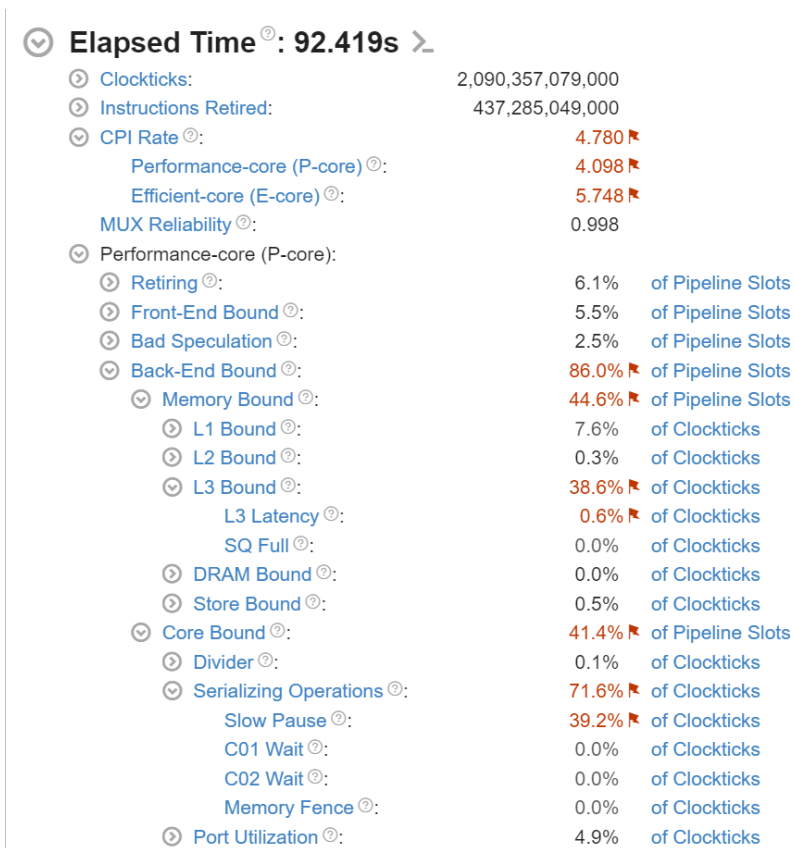 Elapsed Time: 92.419s
Clockticks: 2,090,357,079,000
Instructions Retired: 437,285,049,000
CPI Rate: 4.780
Performance-core (P-core): 4.098
Efficient-core (E-core): 5.748
MUX Reliability: 0.998
Performance-core (P-core):
Retiring: 6.1% of Pipeline Slots
Front-End Bound: 5.5% of Pipeline Slots
Bad Speculation: 2.5% of Pipeline Slots
Back-End Bound: 86.0% of Pipeline Slots
Memory Bound: 44.6% of Pipeline Slots
L1 Bound: 7.6% of Clockticks
L2 Bound: 0.3% of Clockticks
L3 Bound: 38.6% of Clockticks
L3 Latency: 0.6% of Clockticks
SQ Full: 0.0% of Clockticks
DRAM Bound: 0.0% of Clockticks
Store Bound: 0.5% of Clockticks
Core Bound: 41.4% of Pipeline Slots
Divider: 0.1% of Clockticks
Serializing Operations: 71.6% of Clockticks
Slow Pause: 39.2% of Clockticks
C01 Wait: 0.0% of Clockticks
C02 Wait: 0.0% of Clockticks
Memory Fence: 0.0% of Clockticks
Port Utilization: 4.9% of Clockticks